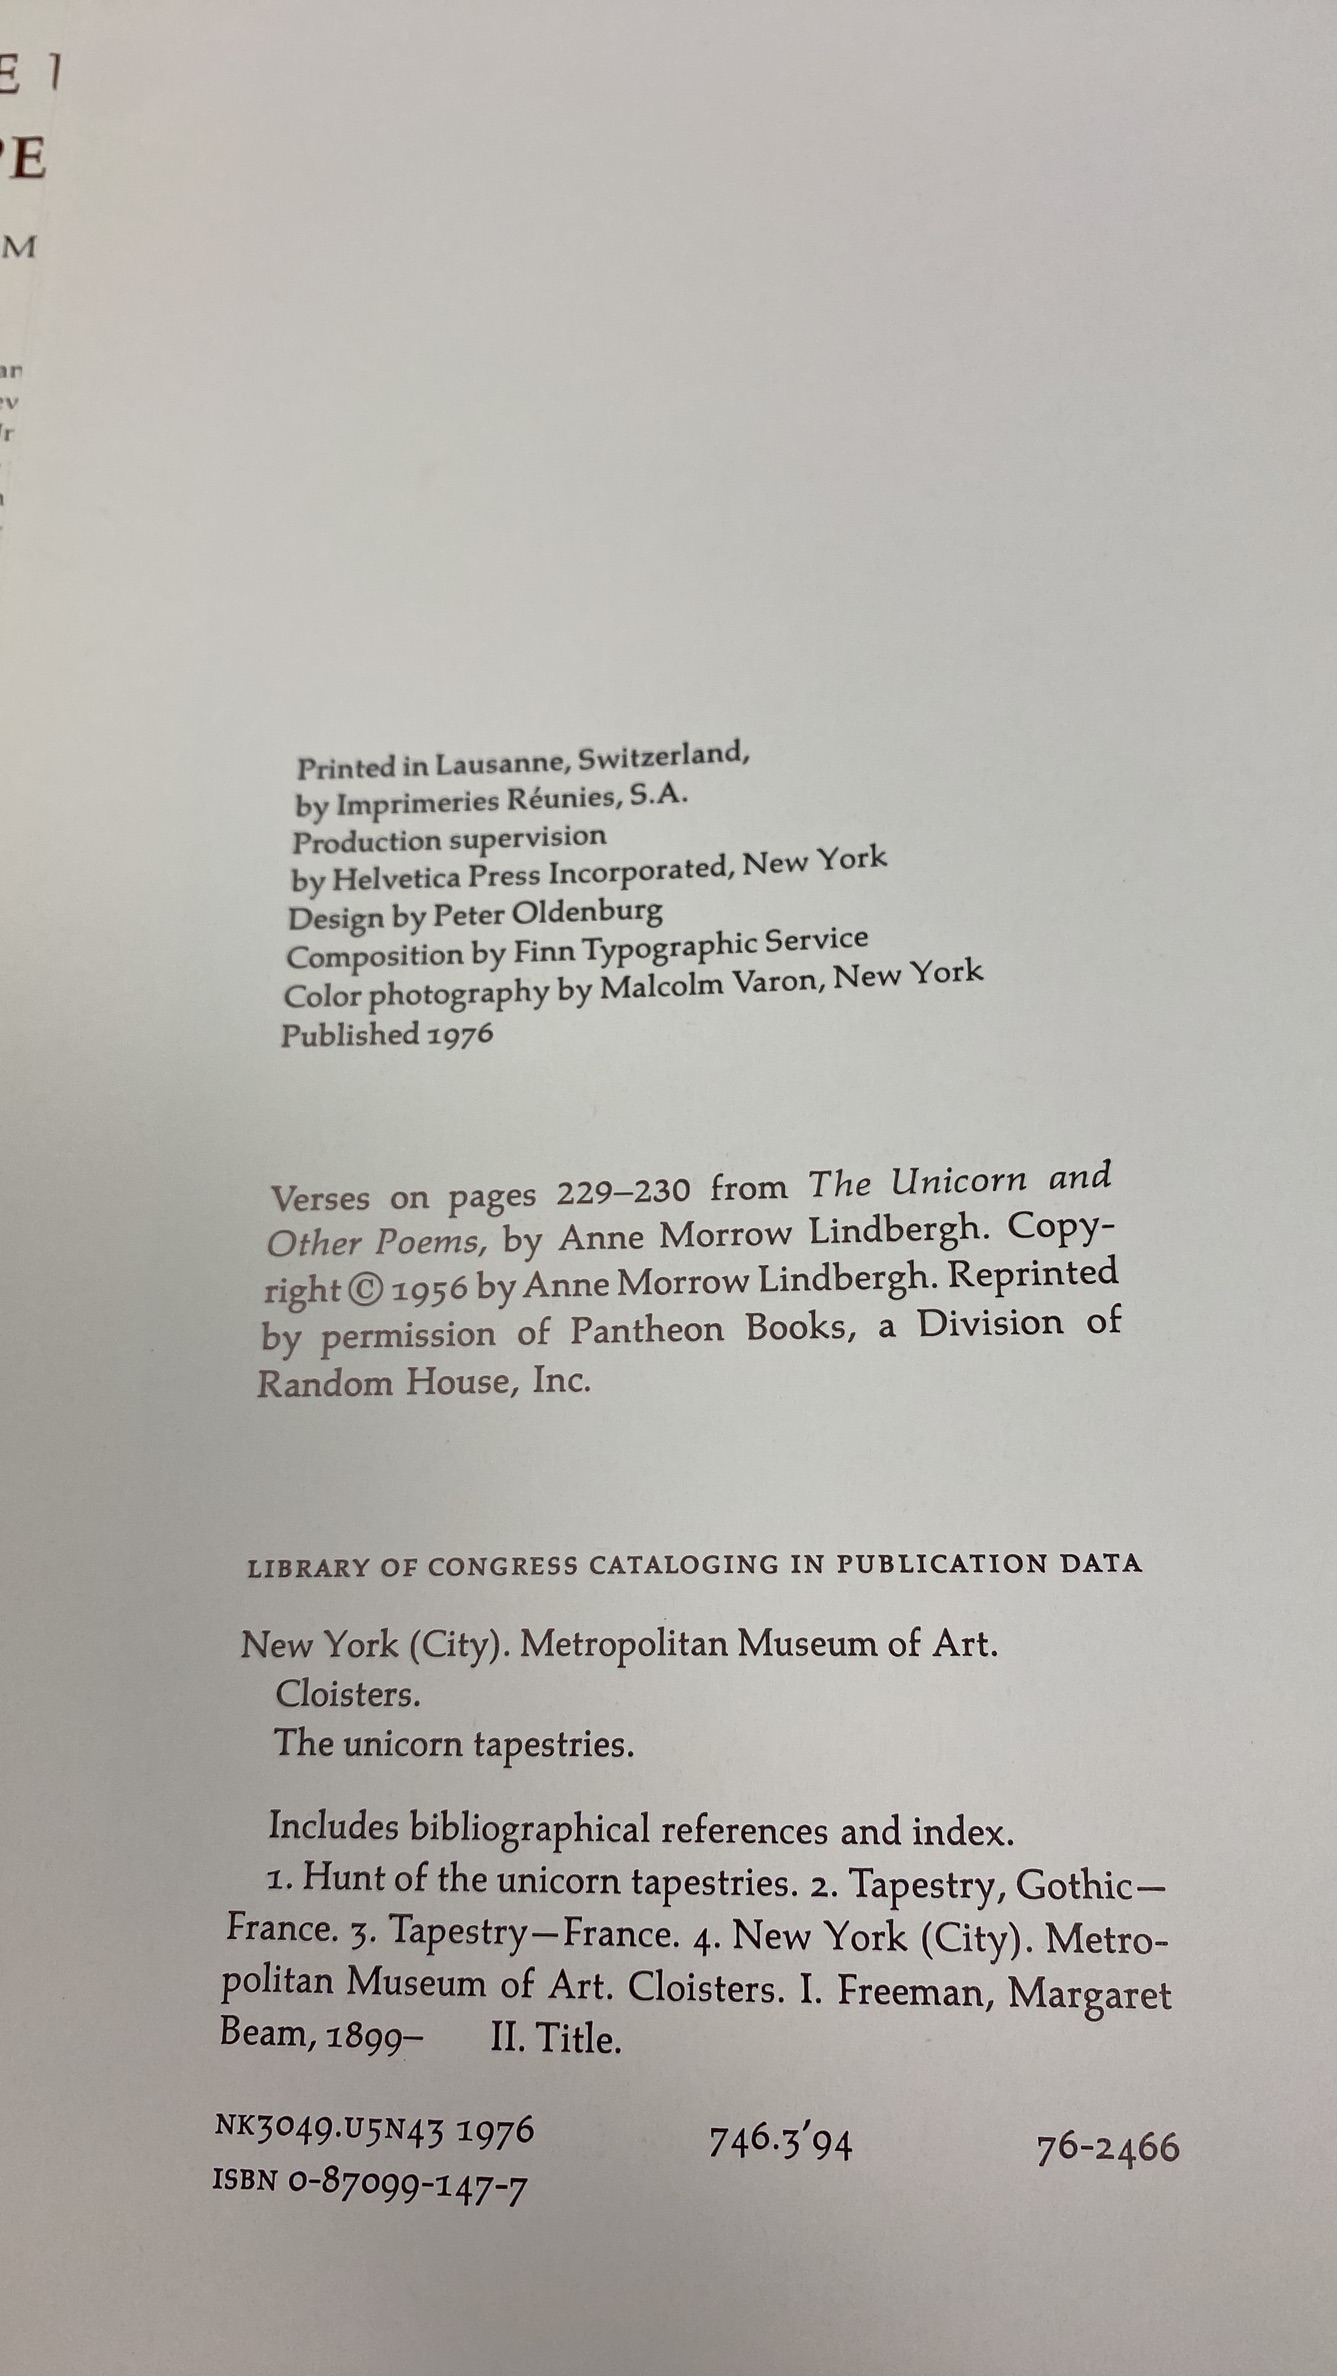 E
PE
M
ar
ev
Printed in Lausanne, Switzerland,
by Imprimeries Réunies, S.A.
Production supervision
by Helvetica Press Incorporated, New York
Design by Peter Oldenburg
Composition by Finn Typographic Service
Color photography by Malcolm Varon, New York
Published 1976
Verses on pages 229–230 from The Unicorn and
Other Poems, by Anne Morrow Lindbergh. Copy-
right © 1956 by Anne Morrow Lindbergh. Reprinted
by permission of Pantheon Books, a Division of
Random House, Inc.
LIBRARY OF CONGRESS CATALOGING IN PUBLICATION DATA
New York (City). Metropolitan Museum of Art.
Cloisters.
The unicorn tapestries.
Includes bibliographical references and index.
1. Hunt of the unicorn tapestries. 2. Tapestry, Gothic—
France. 3. Tapestry—France. 4. New York (City). Metro-
politan Museum of Art. Cloisters. I. Freeman, Margaret
Beam, 1899– II. Title.
NK3049.U5N43 1976 746.3′94 76-2466
ISBN 0-87099-147-7